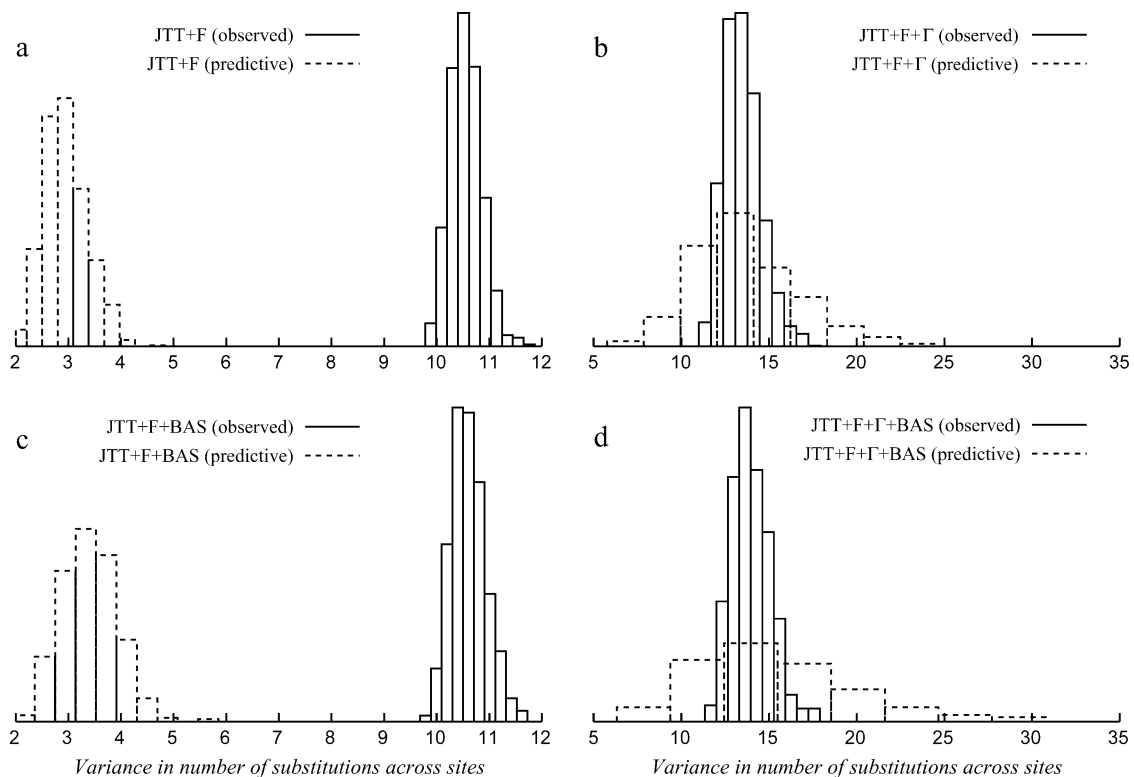 a
JTT+F (observed)
JTT+F (predictive)
2 3 4 5 6 7 8 9 10 11 12
b
JTT+F+Γ (observed)
JTT+F+Γ (predictive)
5 10 15 20 25 30 35
c
JTT+F+BAS (observed)
JTT+F+BAS (predictive)
2 3 4 5 6 7 8 9 10 11 12
Variance in number of substitutions across sites
d
JTT+F+Γ+BAS (observed)
JTT+F+Γ+BAS (predictive)
5 10 15 20 25 30 35
Variance in number of substitutions across sites